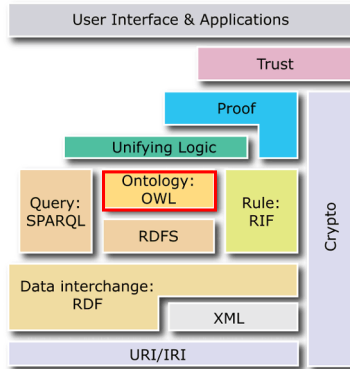 User Interface & Applications
Trust
Proof
Unifying Logic
Query:
SPARQL
Ontology:
OWL
RDFS
Rule:
RIF
Crypto
Data interchange:
RDF
XML
URI/IRI